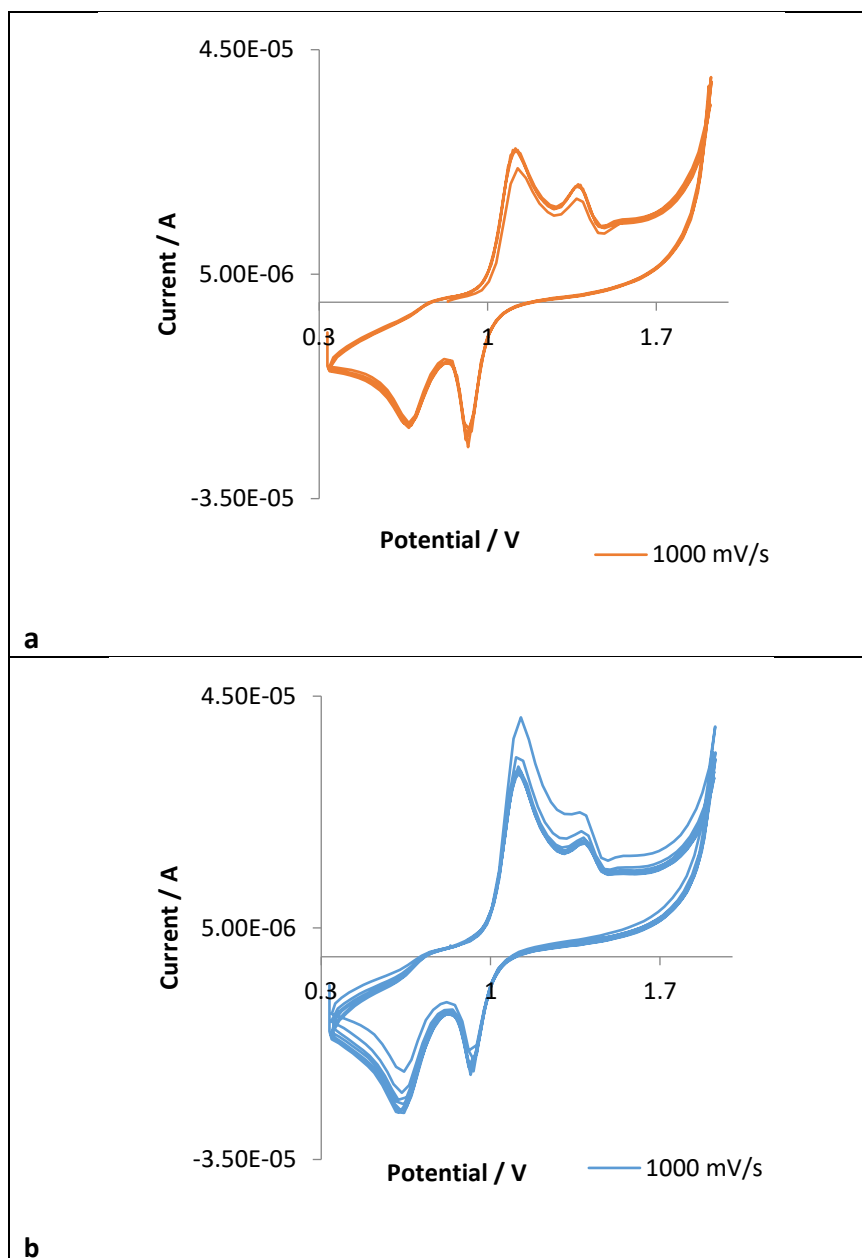 4.50E-05
5.00E-06
0.3 1 1.7
Current / A
-3.50E-05
Potential / V
1000 mV/s
a
4.50E-05
5.00E-06
0.3 1 1.7
Current / A
-3.50E-05
Potential / V
1000 mV/s
b